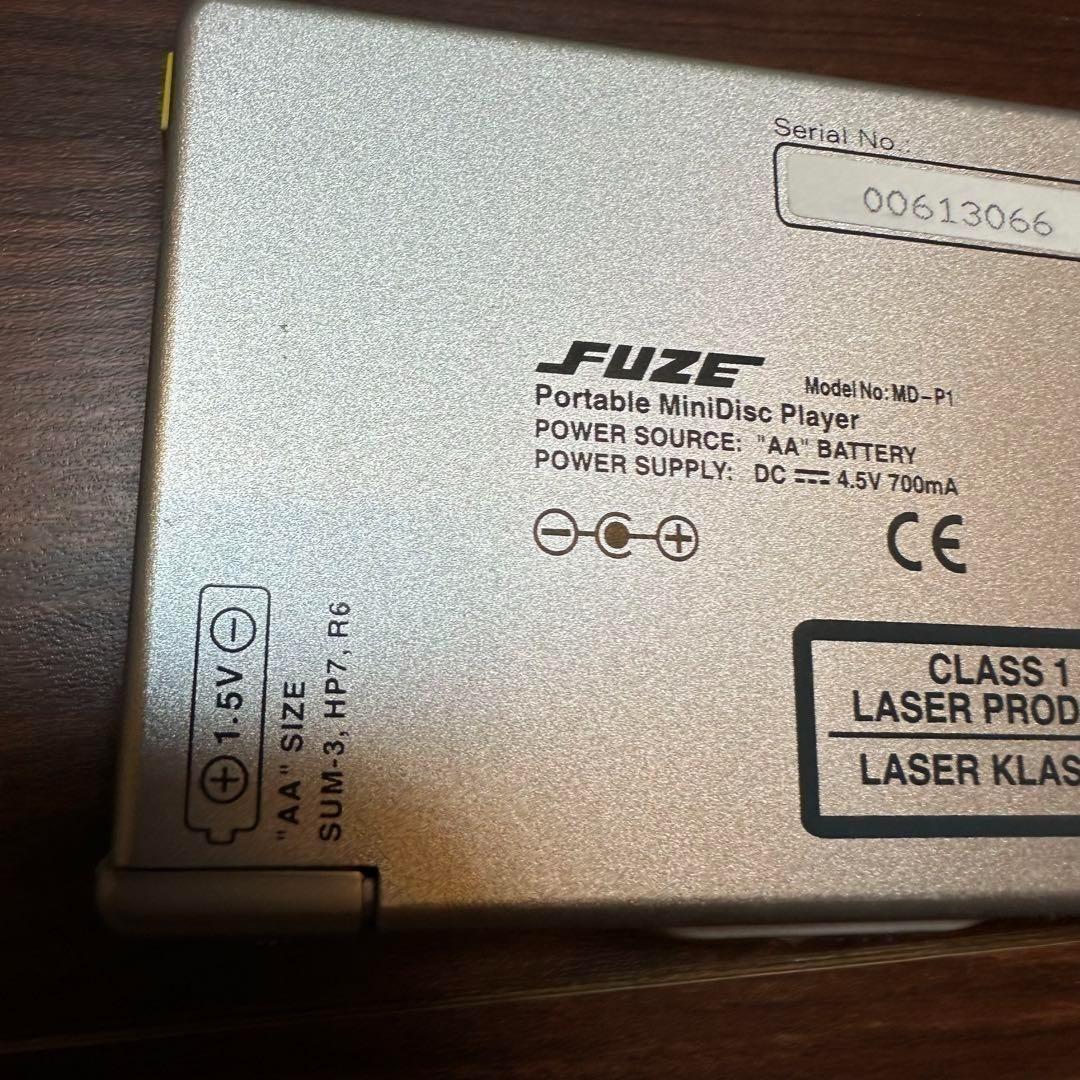 Serial No.:
00613066
FUZE
Model No: MD-P1
Portable MiniDisc Player
POWER SOURCE: "AA" BATTERY
POWER SUPPLY: DC ⎓ 4.5V 700mA
CE
⊕ 1.5V ⊖
"AA" SIZE
SUM-3, HP7, R6
CLASS 1
LASER PROD
LASER KLAS